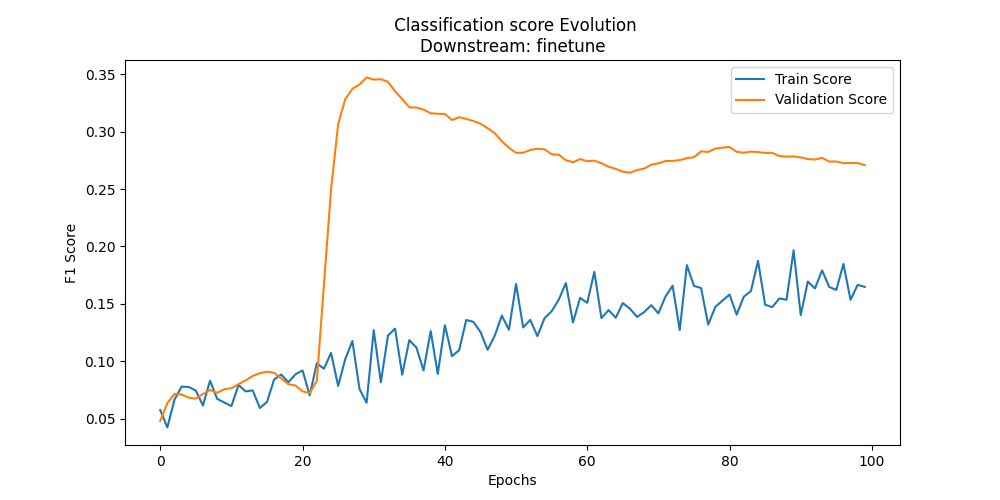 Classification score Evolution
Downstream: finetune
Train Score
Validation Score
F1 Score
0.35
0.30
0.25
0.20
0.15
0.10
0.05
0 20 40 60 80 100
Epochs